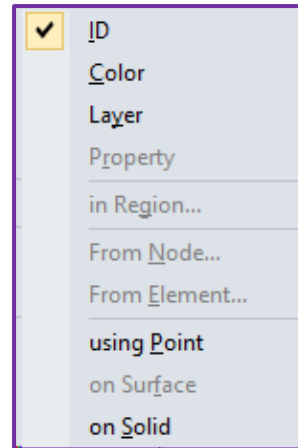 ID
Color
Layer
Property
in Region...
From Node...
From Element...
using Point
on Surface
on Solid